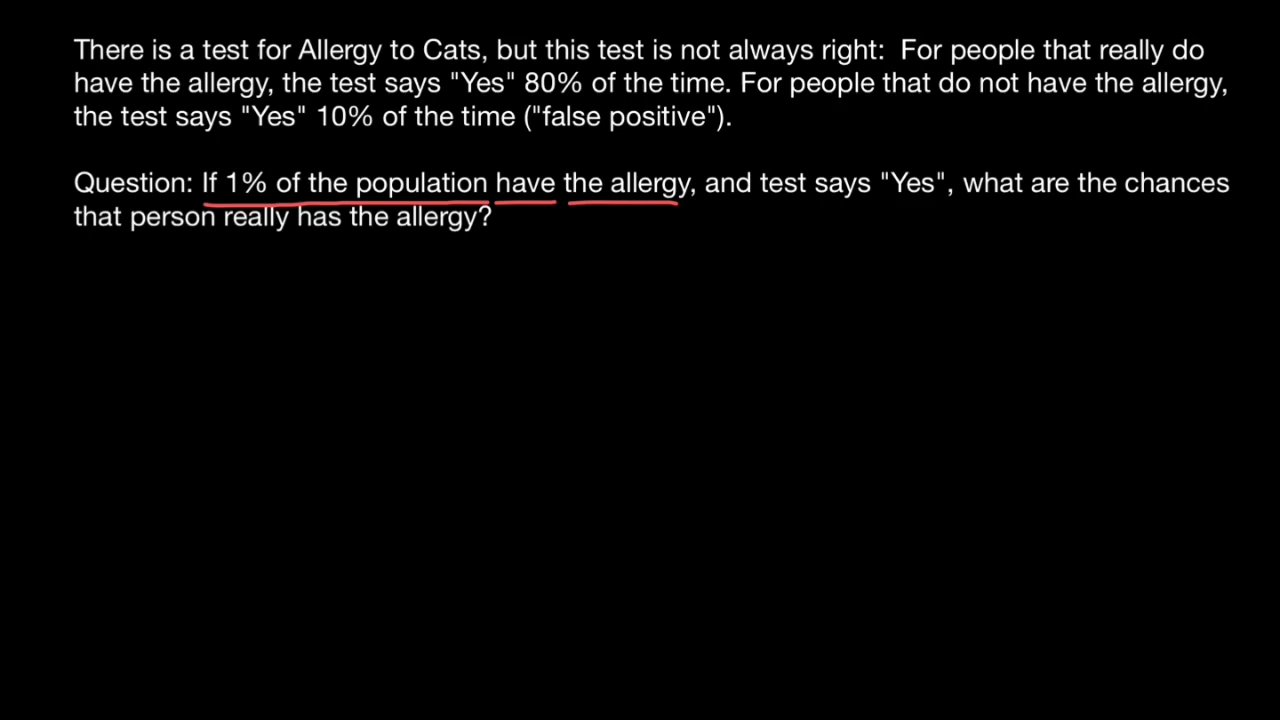 There is a test for Allergy to Cats, but this test is not always right:  For people that really do
have the allergy, the test says "Yes" 80% of the time. For people that do not have the allergy,
the test says "Yes" 10% of the time ("false positive").
Question: If 1% of the population have the allergy, and test says "Yes", what are the chances
that person really has the allergy?